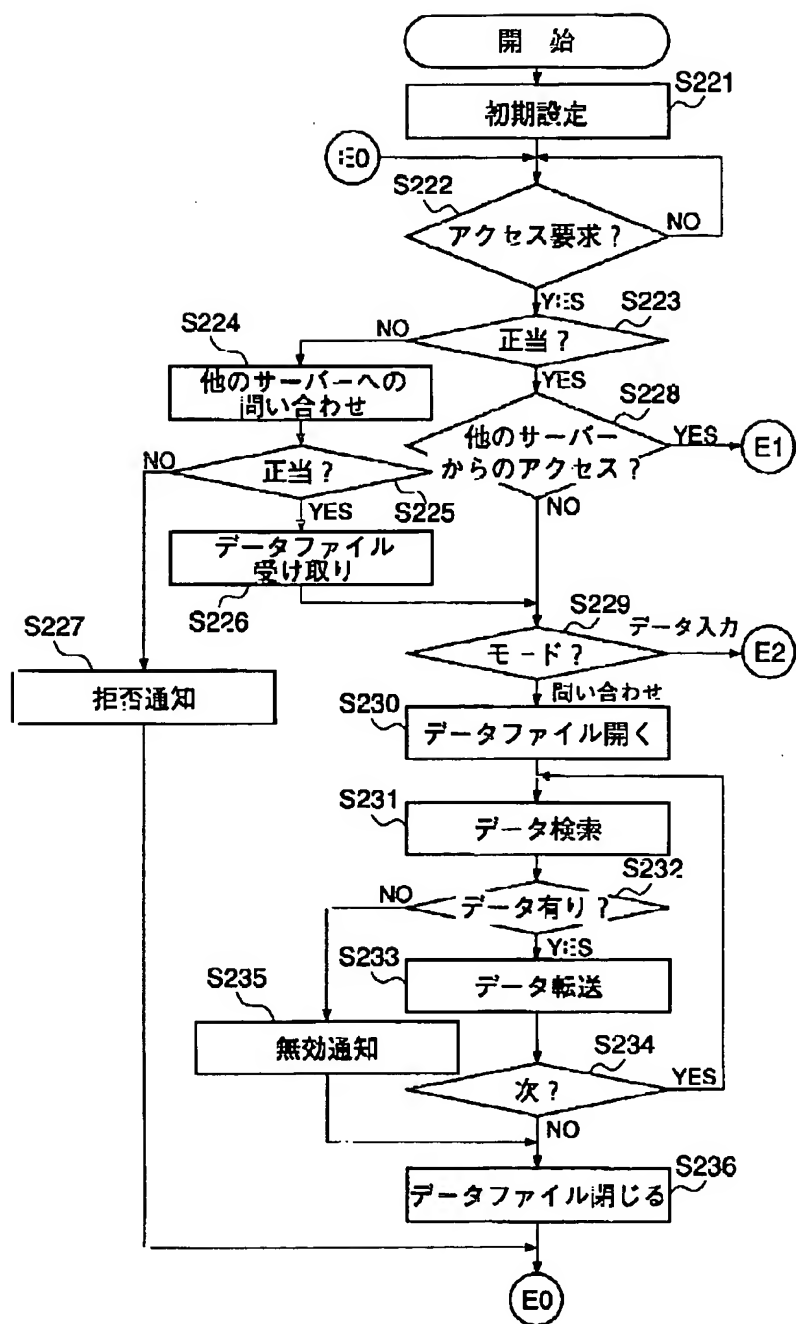 開 始
S221
初期設定
E0
S222
アクセス要求?
NO
YES
S223
正当?
NO
YES
S224
他のサーバーへの
問い合わせ
S225
正当?
NO
YES
S226
データファイル
受け取り
S227
拒否通知
S228
他のサーバー
からのアクセス?
YES
E1
NO
S229
モード?
データ入力
E2
問い合わせ
S230
データファイル開く
S231
データ検索
S232
データ有り?
NO
YES
S233
データ転送
S235
無効通知
S234
次?
YES
NO
S236
データファイル閉じる
E0